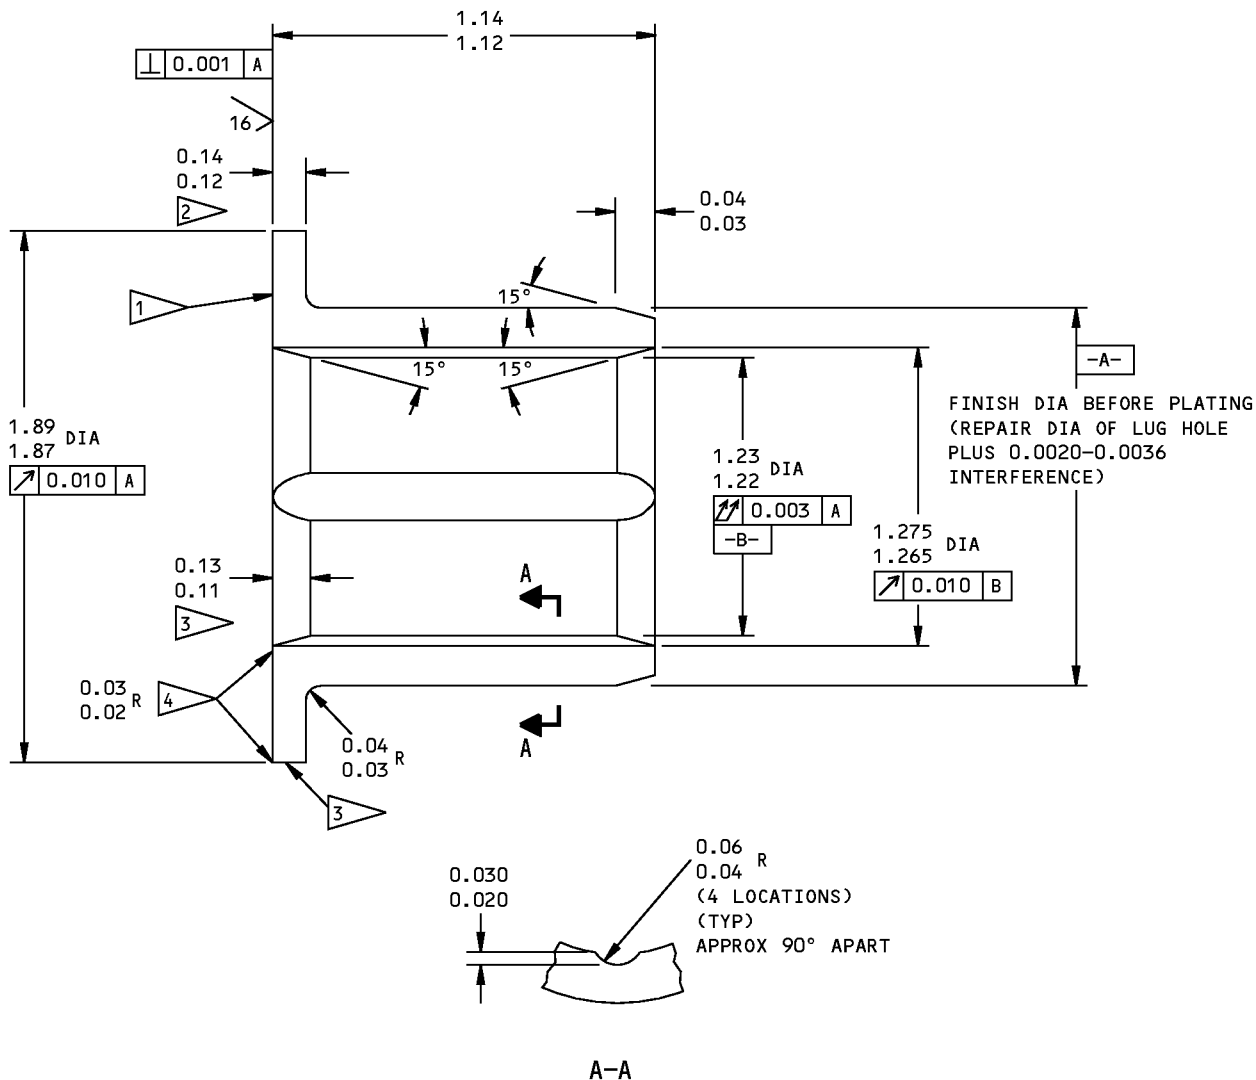 1.14
1.12
⊥ 0.001 A
16
0.14
0.12
2
0.04
0.03
1
15°
15° 15°
-A-
FINISH DIA BEFORE PLATING
(REPAIR DIA OF LUG HOLE
PLUS 0.0020-0.0036
INTERFERENCE)
1.89
1.87 DIA
0.010 A
1.23
1.22 DIA
0.003 A
-B-
1.275
1.265 DIA
0.010 B
0.13
0.11
3
A
0.03
0.02 R
4
0.04
0.03 R
A
3
0.06
0.04 R
(4 LOCATIONS)
(TYP)
APPROX 90° APART
0.030
0.020
A-A